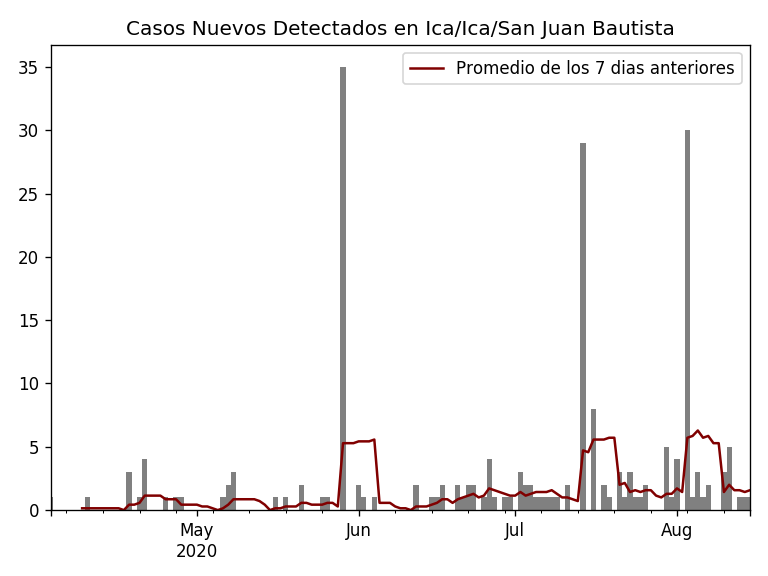 Casos Nuevos Detectados en Ica/Ica/San Juan Bautista
Promedio de los 7 dias anteriores
35
30
25
20
15
10
5
0
May
2020
Jun
Jul
Aug